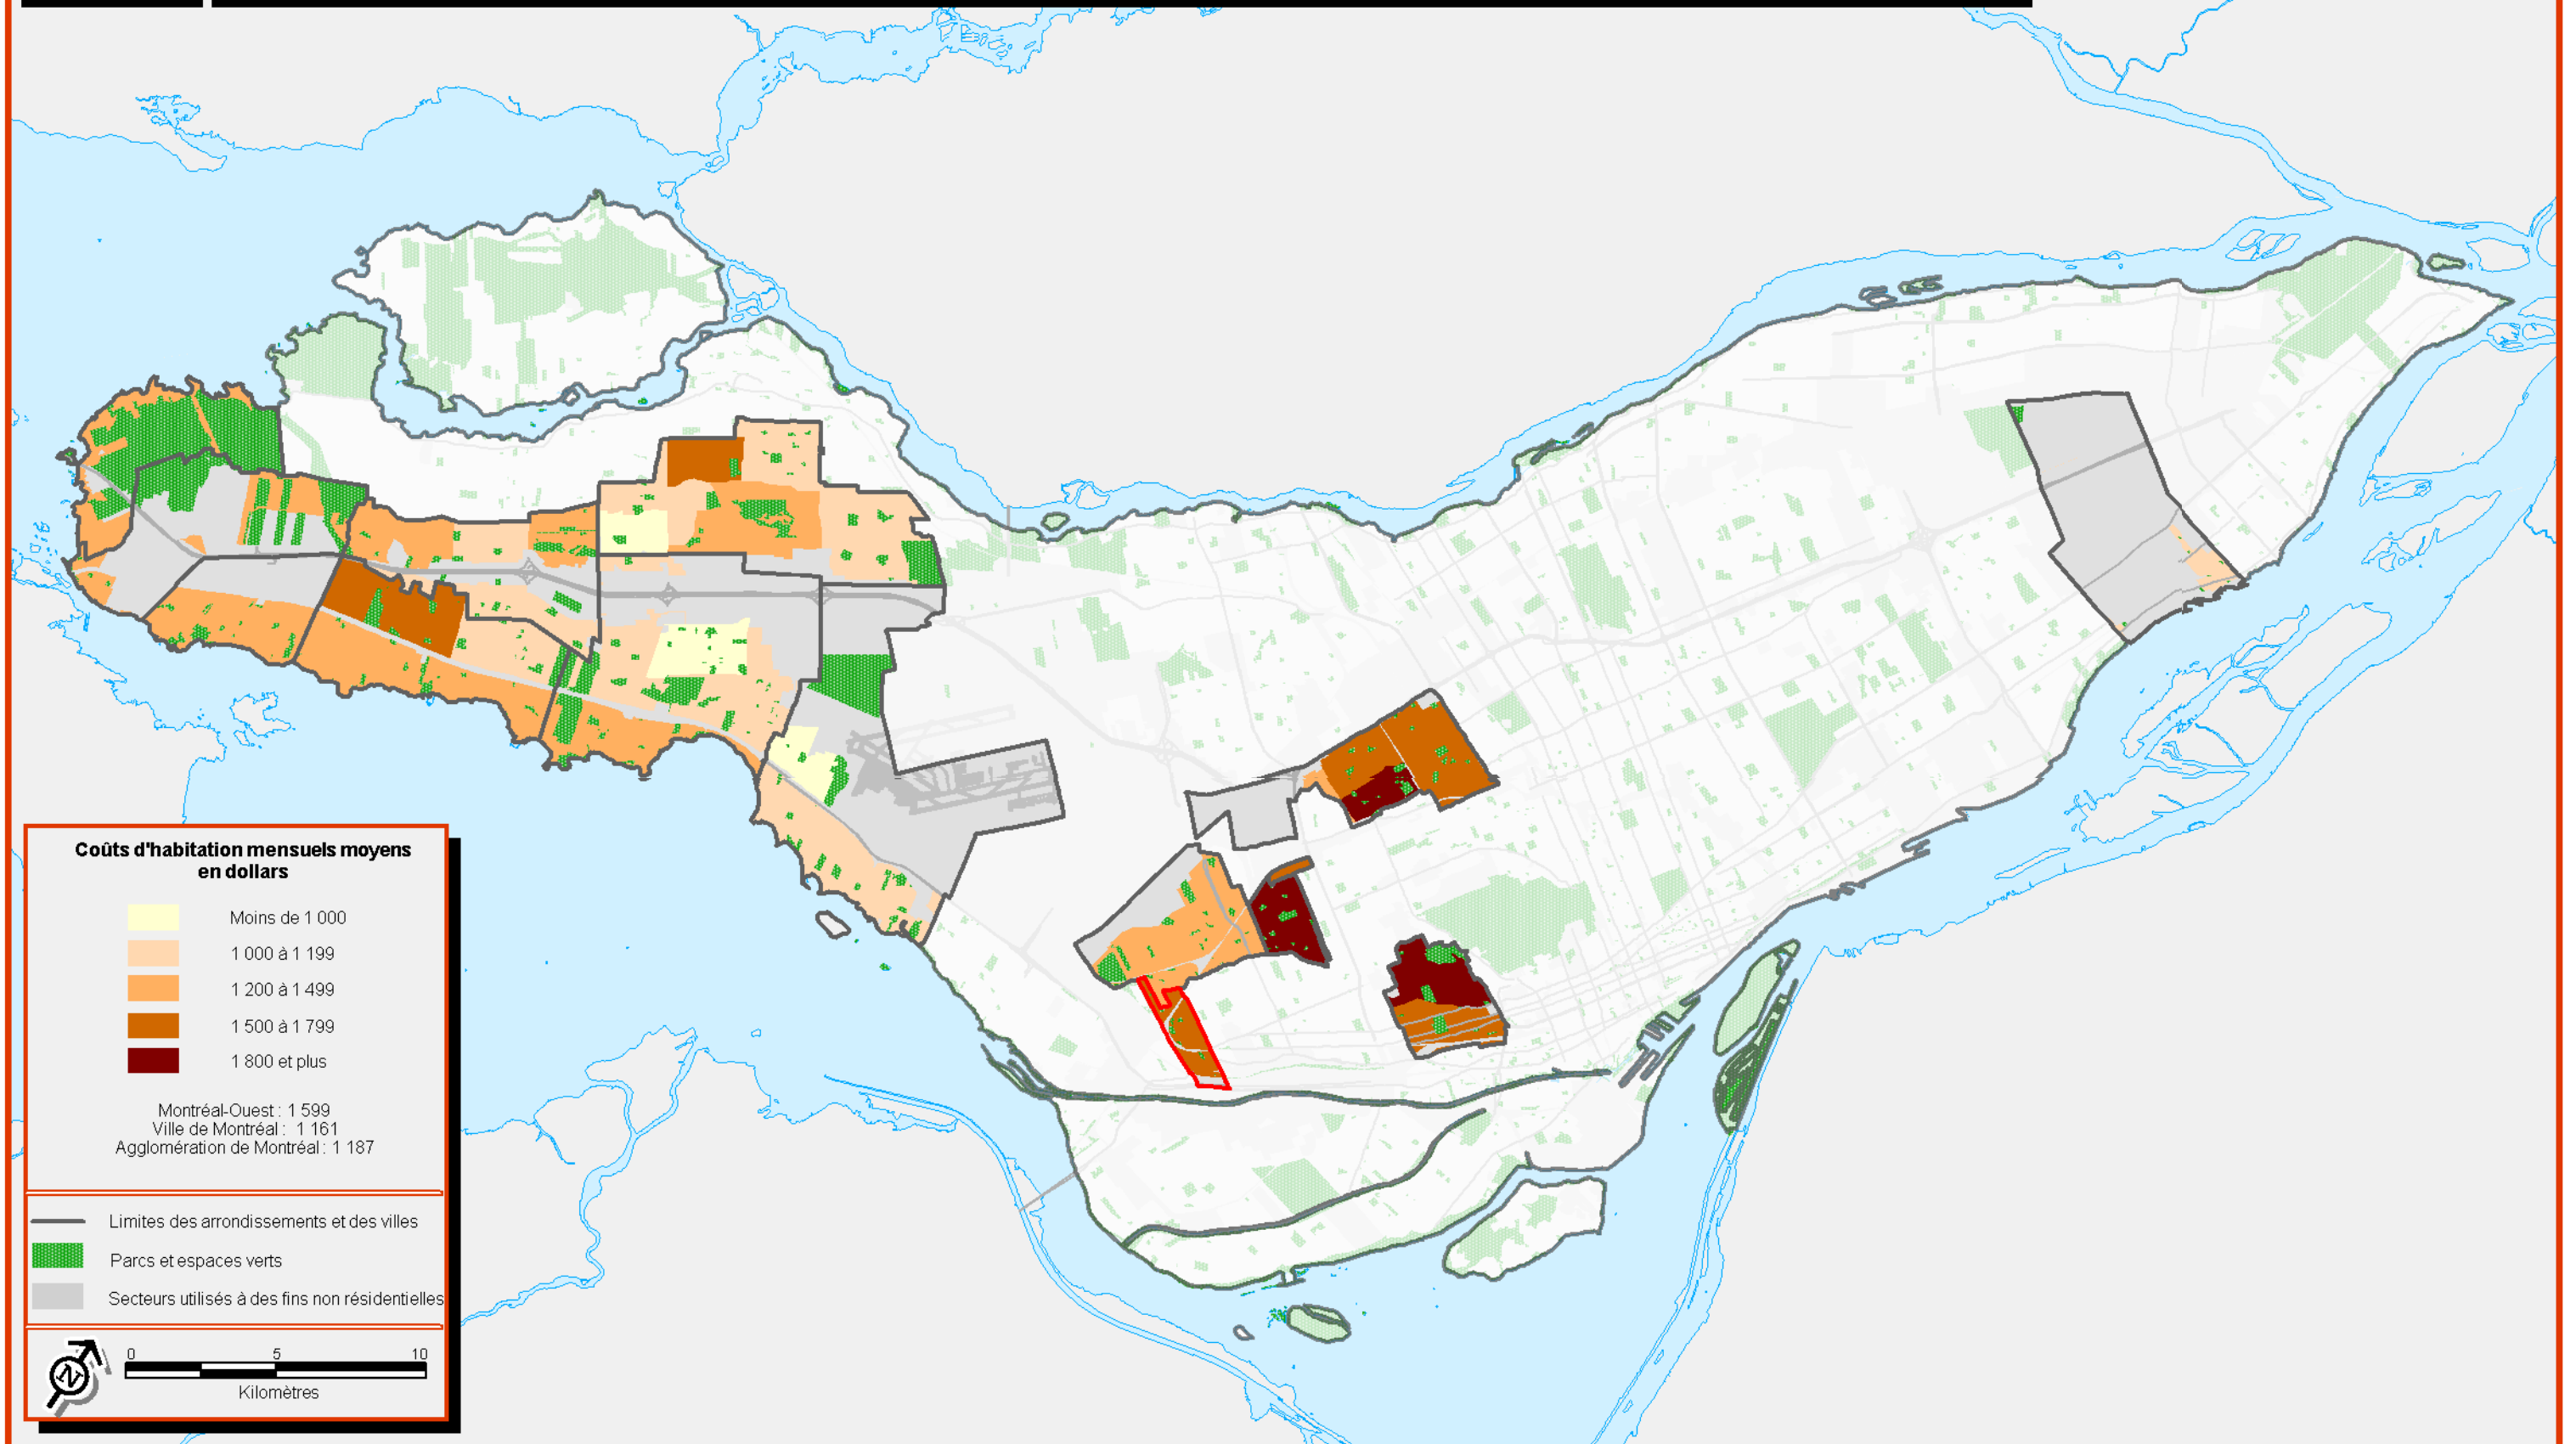 Coûts d'habitation mensuels moyens
en dollars
Moins de 1 000
1 000 à 1 199
1 200 à 1 499
1 500 à 1 799
1 800 et plus
Montréal-Ouest : 1 599
Ville de Montréal : 1 161
Agglomération de Montréal : 1 187
Limites des arrondissements et des villes
Parcs et espaces verts
Secteurs utilisés à des fins non résidentielles
N
0 5 10
Kilomètres